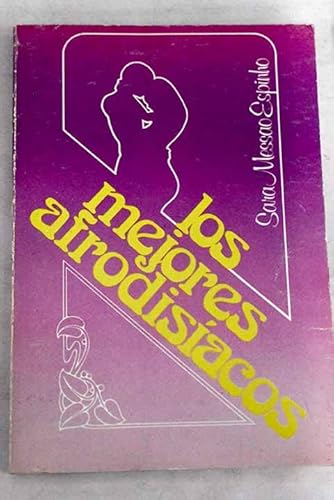 Sara Messao Espinho
los
mejores
afrodisíacos